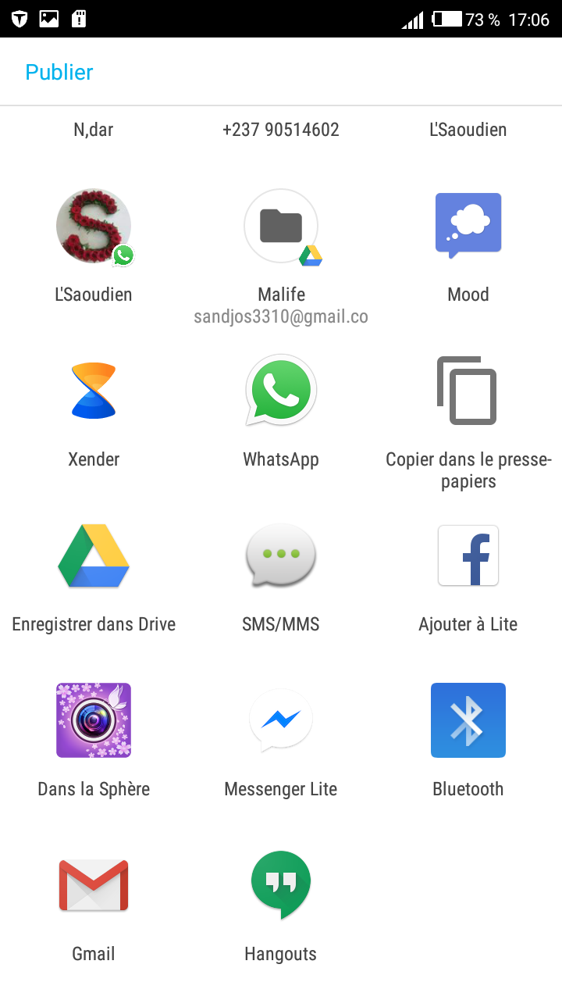 73 % 17:06
Publier
N,dar +237 90514602 L'Saoudien
L'Saoudien Malife Mood
sandjos3310@gmail.co
Xender WhatsApp Copier dans le presse-
papiers
Enregistrer dans Drive SMS/MMS Ajouter à Lite
Dans la Sphère Messenger Lite Bluetooth
Gmail Hangouts